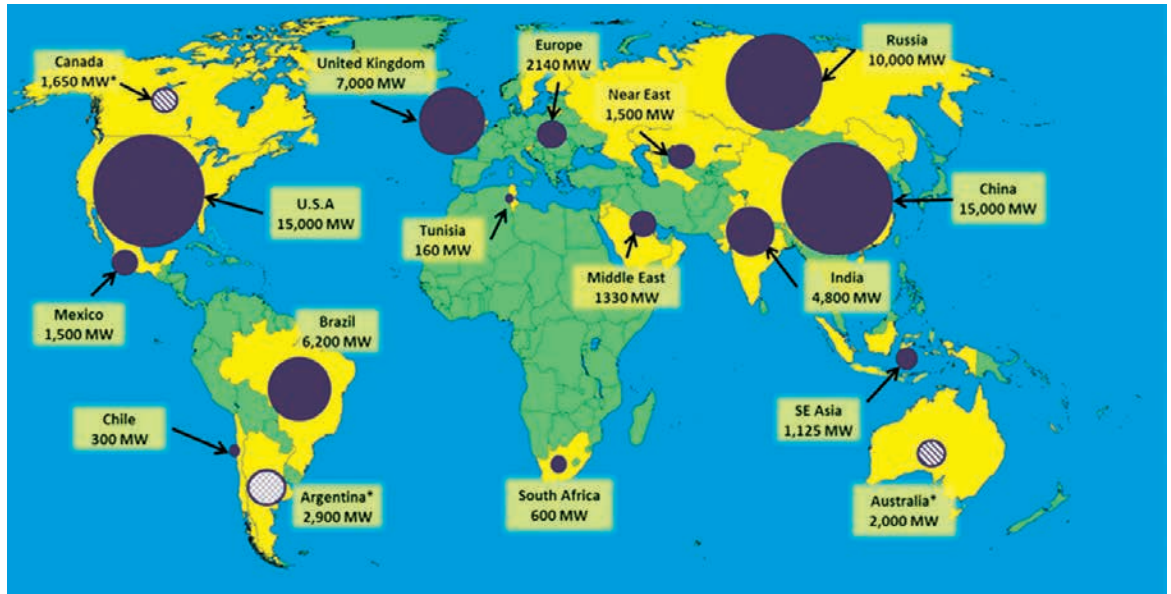 Canada
1,650 MW*
United Kingdom
7,000 MW
Europe
2140 MW
Near East
1,500 MW
Russia
10,000 MW
U.S.A
15,000 MW
Tunisia
160 MW
China
15,000 MW
Middle East
1330 MW
India
4,800 MW
Mexico
1,500 MW
Brazil
6,200 MW
Chile
300 MW
SE Asia
1,125 MW
Argentina*
2,900 MW
South Africa
600 MW
Australia*
2,000 MW